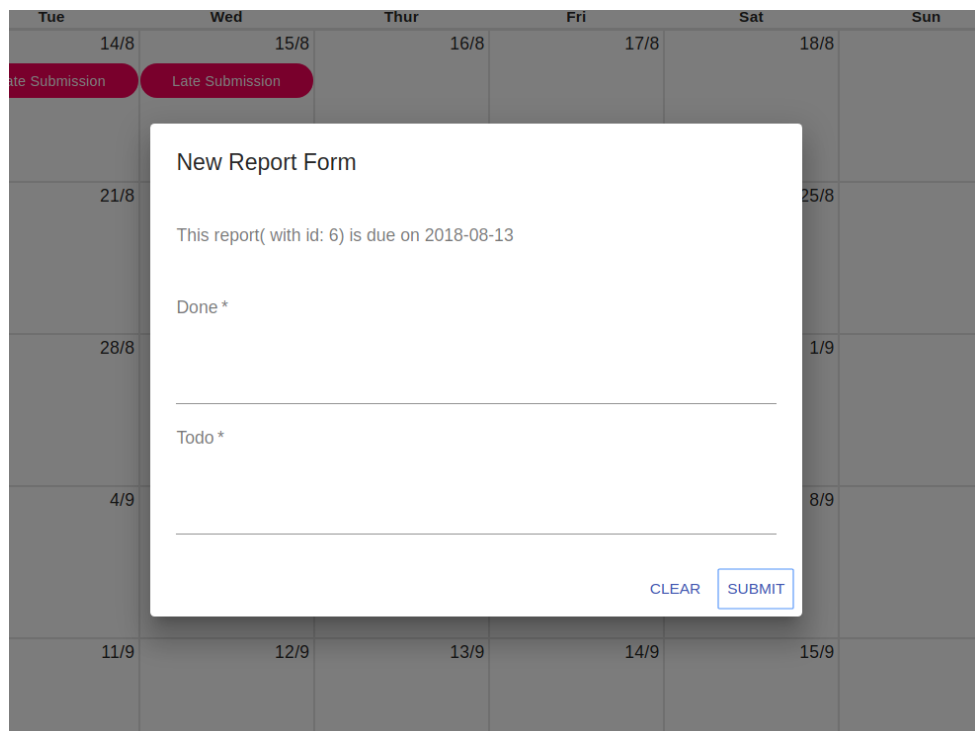 Tue Wed Thur Fri Sat Sun
14/8 15/8 16/8 17/8 18/8
ate Submission Late Submission
New Report Form
21/8 25/8
This report( with id: 6) is due on 2018-08-13
Done *
28/8 1/9
Todo *
4/9 8/9
CLEAR SUBMIT
11/9 12/9 13/9 14/9 15/9